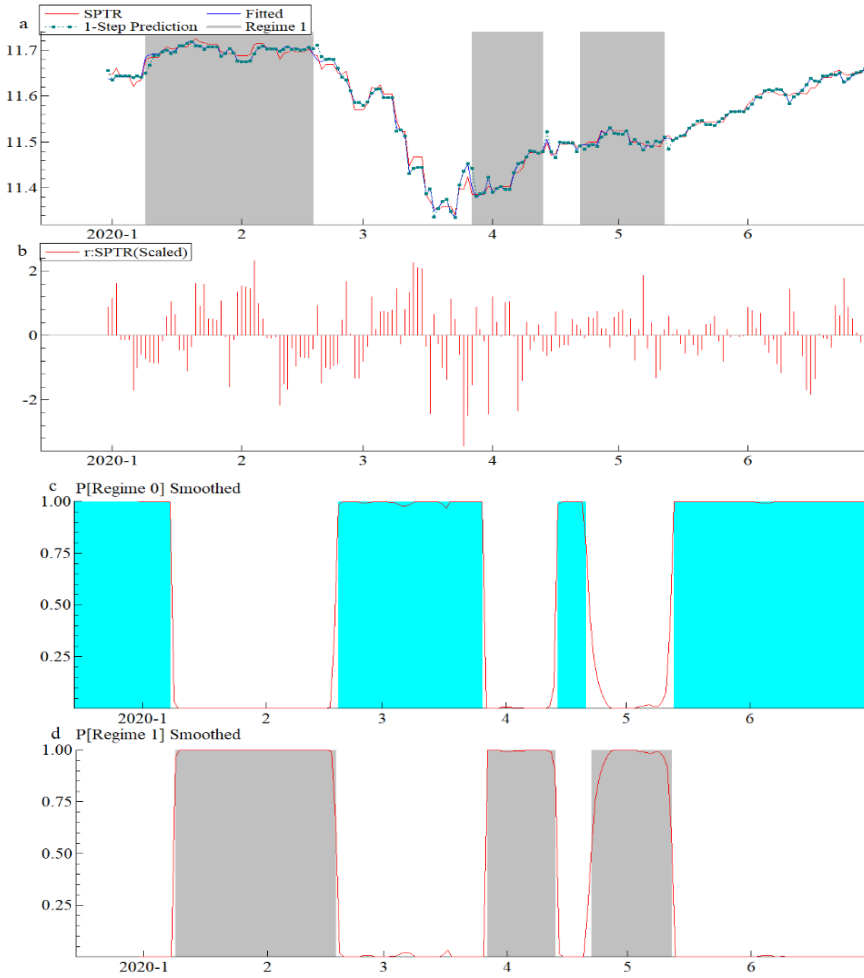 a
SPTR Fitted
1-Step Prediction Regime 1
11.7
11.6
11.5
11.4
2020-1 2 3 4 5 6
b
r:SPTR(Scaled)
2
0
-2
2020-1 2 3 4 5 6
c P[Regime 0] Smoothed
1.00
0.75
0.50
0.25
2020-1 2 3 4 5 6
d P[Regime 1] Smoothed
1.00
0.75
0.50
0.25
2020-1 2 3 4 5 6